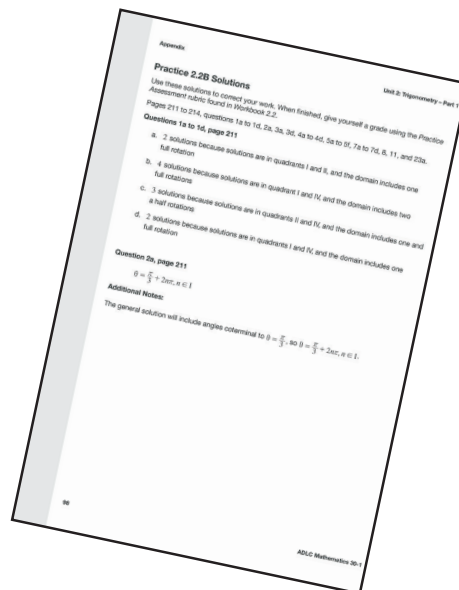 Appendix
Unit 2: Trigonometry – Part 1
Practice 2.2B Solutions
Use these solutions to correct your work. When finished, give yourself a grade using the Practice
Assessment rubric found in Workbook 2.2.
Pages 211 to 214, questions 1a to 1d, 2a, 3a, 3d, 4a to 4d, 5a to 5f, 7a to 7d, 8, 11, and 23a.
Questions 1a to 1d, page 211
a. 2 solutions because solutions are in quadrants I and II, and the domain includes one
full rotation
b. 4 solutions because solutions are in quadrant I and IV, and the domain includes two
full rotations
c. 3 solutions because solutions are in quadrants II and IV, and the domain includes one and
a half rotations
d. 2 solutions because solutions are in quadrants I and IV, and the domain includes one
full rotation
Question 2a, page 211
θ = π/3 + 2nπ, n ∈ I
Additional Notes:
The general solution will include angles coterminal to θ = π/3, so θ = π/3 + 2nπ, n ∈ I.
98
ADLC Mathematics 30-1